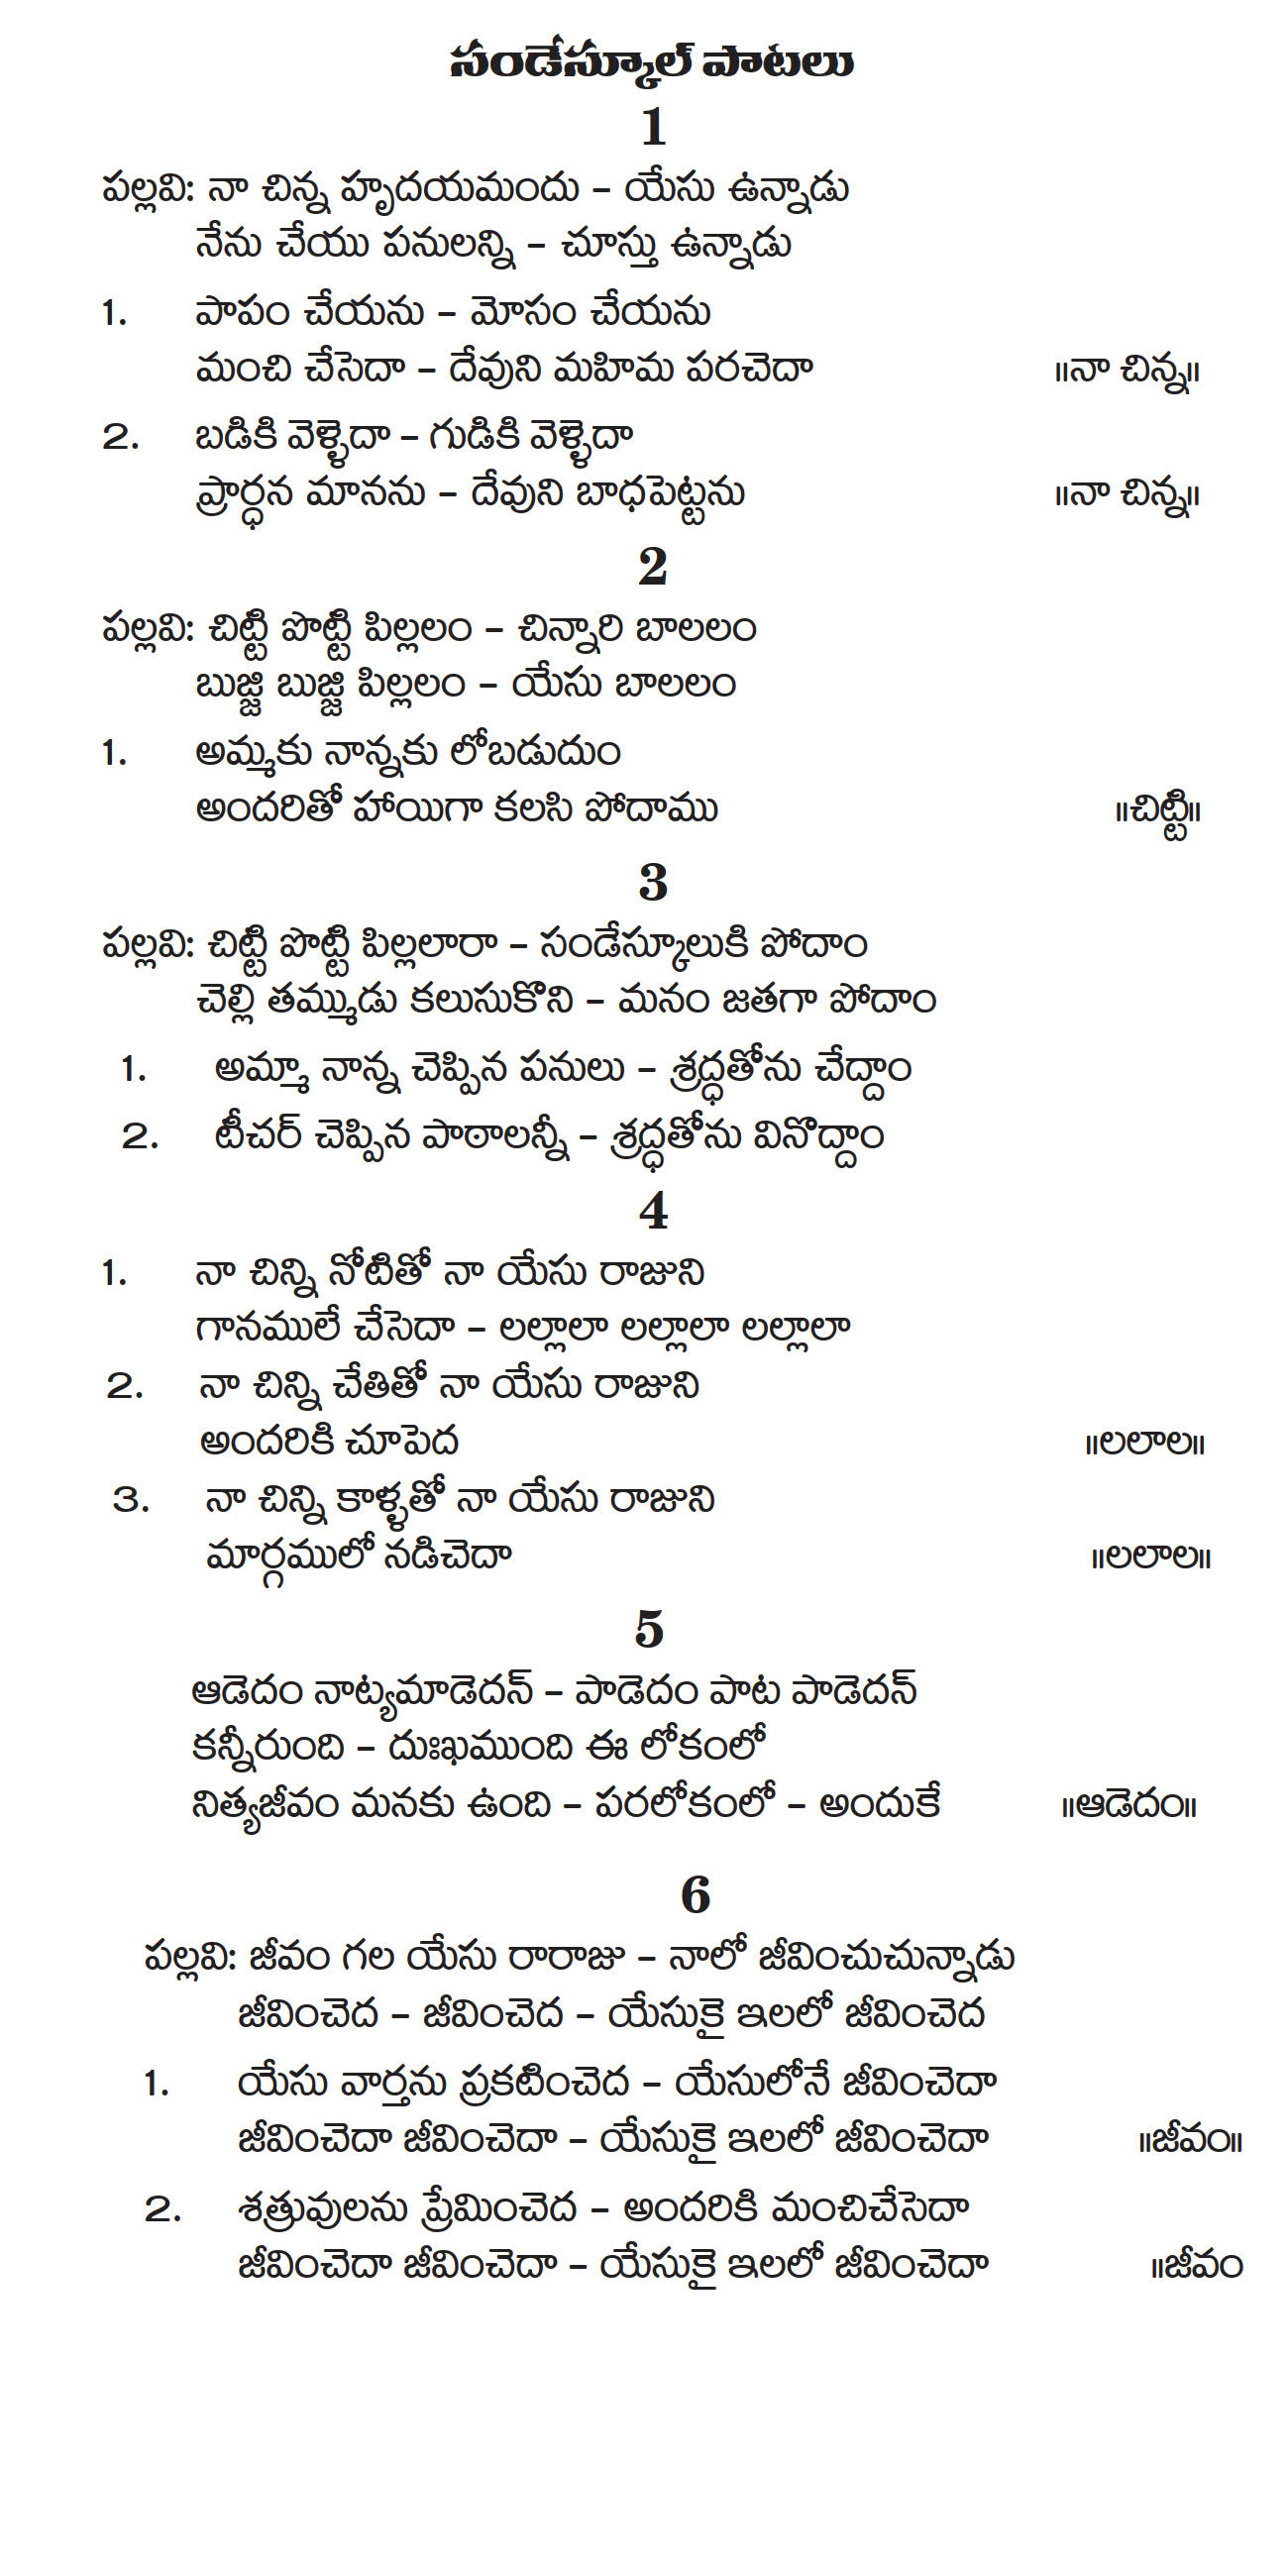 సండేస్కూల్ పాటలు
1
పల్లవి: నా చిన్న హృదయమందు – యేసు ఉన్నాడు
నేను చేయు పనులన్ని – చూస్తు ఉన్నాడు
1. పాపం చేయను – మోసం చేయను
మంచి చేసెదా – దేవుని మహిమ పరచెదా ॥నా చిన్న॥
2. బడికి వెళ్ళెదా – గుడికి వెళ్ళెదా
ప్రార్ధన మానను – దేవుని బాధపెట్టను ॥నా చిన్న॥
2
పల్లవి: చిట్టి పొట్టి పిల్లలం – చిన్నారి బాలలం
బుజ్జి బుజ్జి పిల్లలం – యేసు బాలలం
1. అమ్మకు నాన్నకు లోబడుదుం
అందరితో హాయిగా కలసి పోదాము ॥చిట్టి॥
3
పల్లవి: చిట్టి పొట్టి పిల్లలారా – సండేస్కూలుకి పోదాం
చెల్లి తమ్ముడు కలుసుకొని – మనం జతగా పోదాం
1. అమ్మా నాన్న చెప్పిన పనులు – శ్రద్ధతోను చేద్దాం
2. టీచర్ చెప్పిన పాఠాలన్నీ – శ్రద్ధతోను వినొద్దాం
4
1. నా చిన్ని నోటితో నా యేసు రాజుని
గానములే చేసెదా – లల్లాలా లల్లాలా లల్లాలా
2. నా చిన్ని చేతితో నా యేసు రాజుని
అందరికి చూపెద ॥లలాల॥
3. నా చిన్ని కాళ్ళతో నా యేసు రాజుని
మార్గములో నడిచెదా ॥లలాల॥
5
ఆడెదం నాట్యమాడెదన్ – పాడెదం పాట పాడెదన్
కన్నీరుంది – దుఃఖముంది ఈ లోకంలో
నిత్యజీవం మనకు ఉంది – పరలోకంలో – అందుకే ॥ఆడెదం॥
6
పల్లవి: జీవం గల యేసు రారాజు – నాలో జీవించుచున్నాడు
జీవించెద – జీవించెద – యేసుకై ఇలలో జీవించెద
1. యేసు వార్తను ప్రకటించెద – యేసులోనే జీవించెదా
జీవించెదా జీవించెదా – యేసుకై ఇలలో జీవించెదా ॥జీవం॥
2. శత్రువులను ప్రేమించెద – అందరికి మంచిచేసెదా
జీవించెదా జీవించెదా – యేసుకై ఇలలో జీవించెదా ॥జీవం